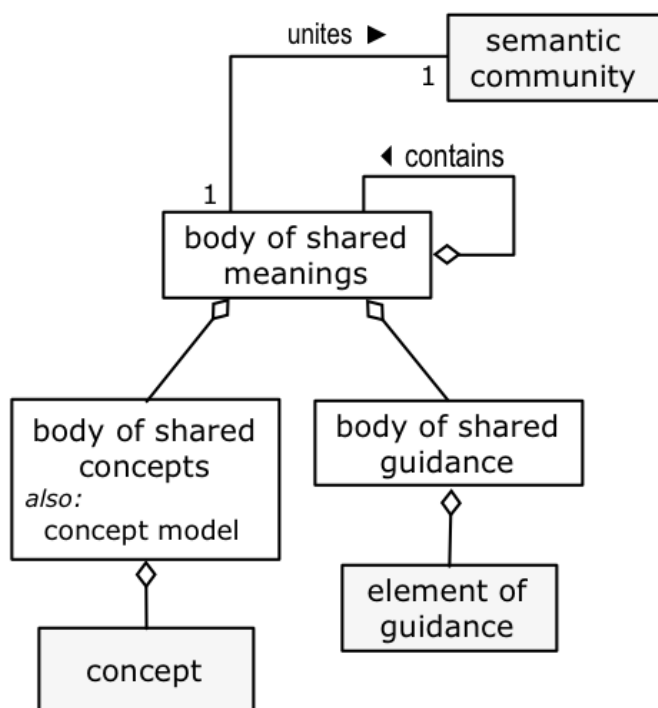 unites ►
semantic
community
1
◄ contains
1
body of shared
meanings
body of shared
concepts
also:
concept model
body of shared
guidance
element of
guidance
concept